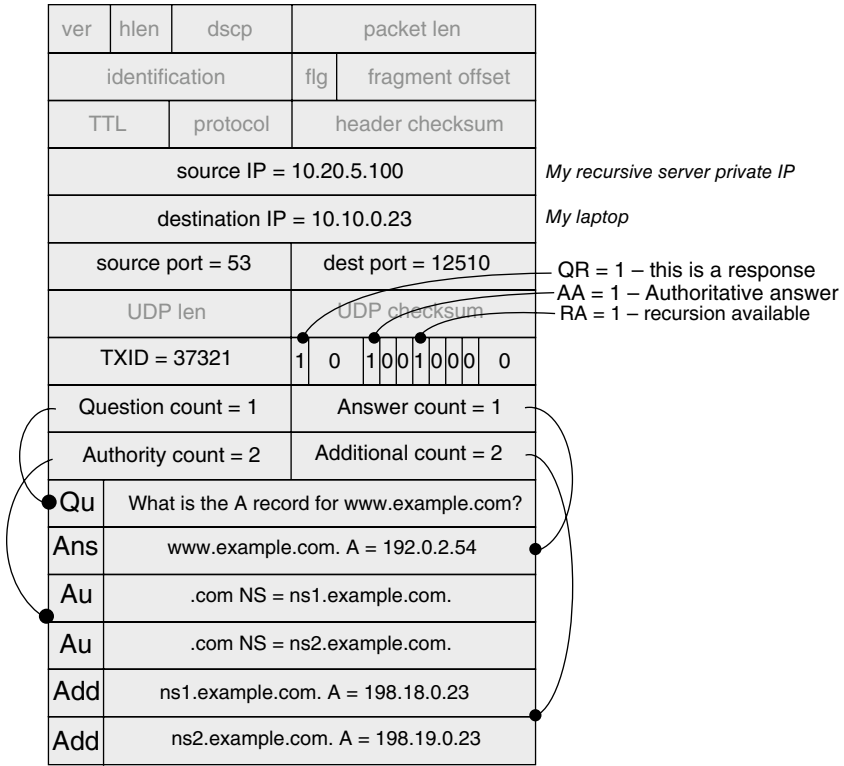 ver hlen dscp packet len
identification flg fragment offset
TTL protocol header checksum
source IP = 10.20.5.100 My recursive server private IP
destination IP = 10.10.0.23 My laptop
source port = 53 dest port = 12510
QR = 1 – this is a response
UDP len UDP checksum
AA = 1 – Authoritative answer
RA = 1 – recursion available
TXID = 37321 1 0 1 0 0 1 0 0 0 0
Question count = 1 Answer count = 1
Authority count = 2 Additional count = 2
Qu What is the A record for www.example.com?
Ans www.example.com. A = 192.0.2.54
Au .com NS = ns1.example.com.
Au .com NS = ns2.example.com.
Add ns1.example.com. A = 198.18.0.23
Add ns2.example.com. A = 198.19.0.23